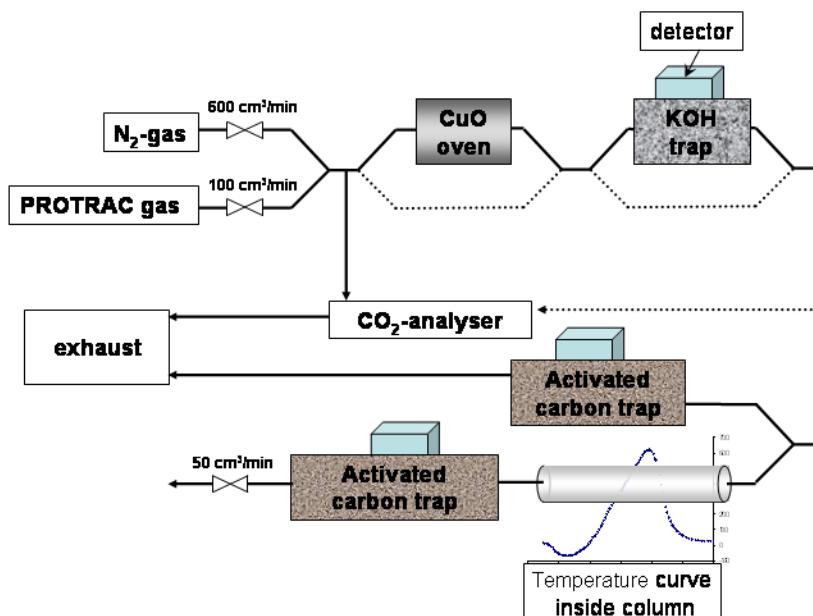 detector
600 cm³/min
N₂-gas
CuO
oven
KOH
trap
100 cm³/min
PROTRAC gas
CO₂-analyser
exhaust
Activated
carbon trap
50 cm³/min
Activated
carbon trap
Temperature curve
inside column